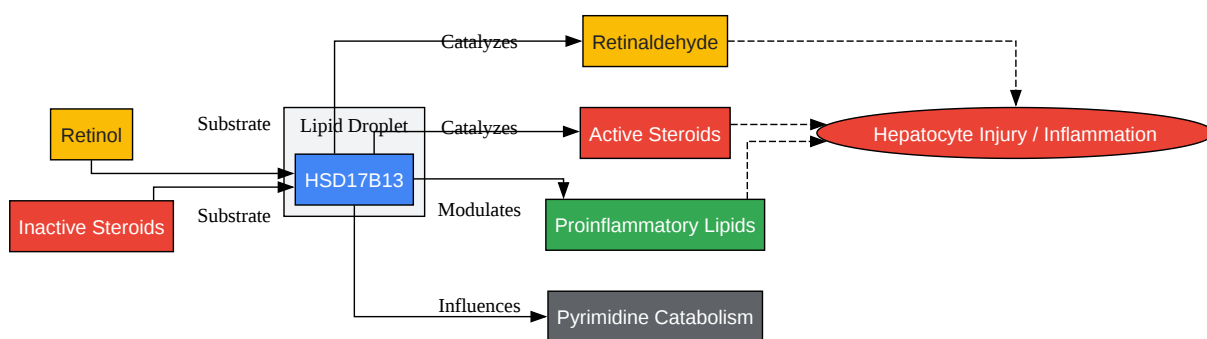 Catalyzes
Retinaldehyde
Retinol
Substrate
Lipid Droplet
Catalyzes
Active Steroids
Hepatocyte Injury / Inflammation
HSD17B13
Inactive Steroids
Substrate
Modulates
Proinflammatory Lipids
Influences
Pyrimidine Catabolism